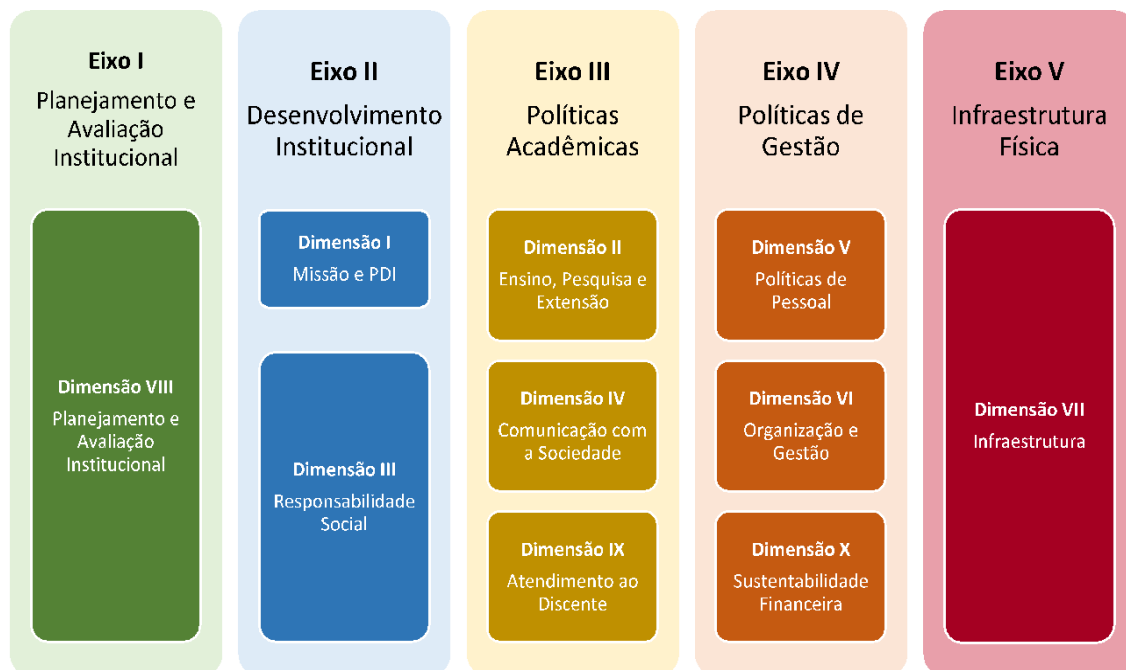 Eixo I
Planejamento e
Avaliação
Institucional
Dimensão VIII
Planejamento e
Avaliação
Institucional
Eixo II
Desenvolvimento
Institucional
Dimensão I
Missão e PDI
Dimensão III
Responsabilidade
Social
Eixo III
Políticas
Acadêmicas
Dimensão II
Ensino, Pesquisa e
Extensão
Dimensão IV
Comunicação com
a Sociedade
Dimensão IX
Atendimento ao
Discente
Eixo IV
Políticas de
Gestão
Dimensão V
Políticas de
Pessoal
Dimensão VI
Organização e
Gestão
Dimensão X
Sustentabilidade
Financeira
Eixo V
Infraestrutura
Física
Dimensão VII
Infraestrutura